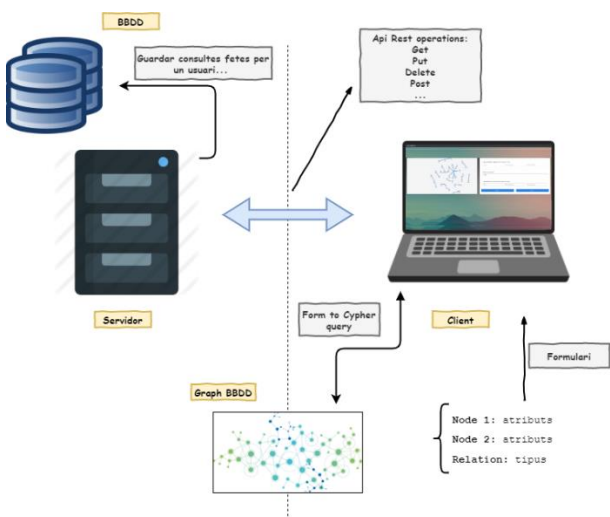 BBDD
Guardar consultes fetes per
un usuari...
Api Rest operations:
Get
Put
Delete
Post
...
Servidor
Form to Cypher
query
Client
Formulari
Graph BBDD
Node 1: atributs
Node 2: atributs
Relation: tipus